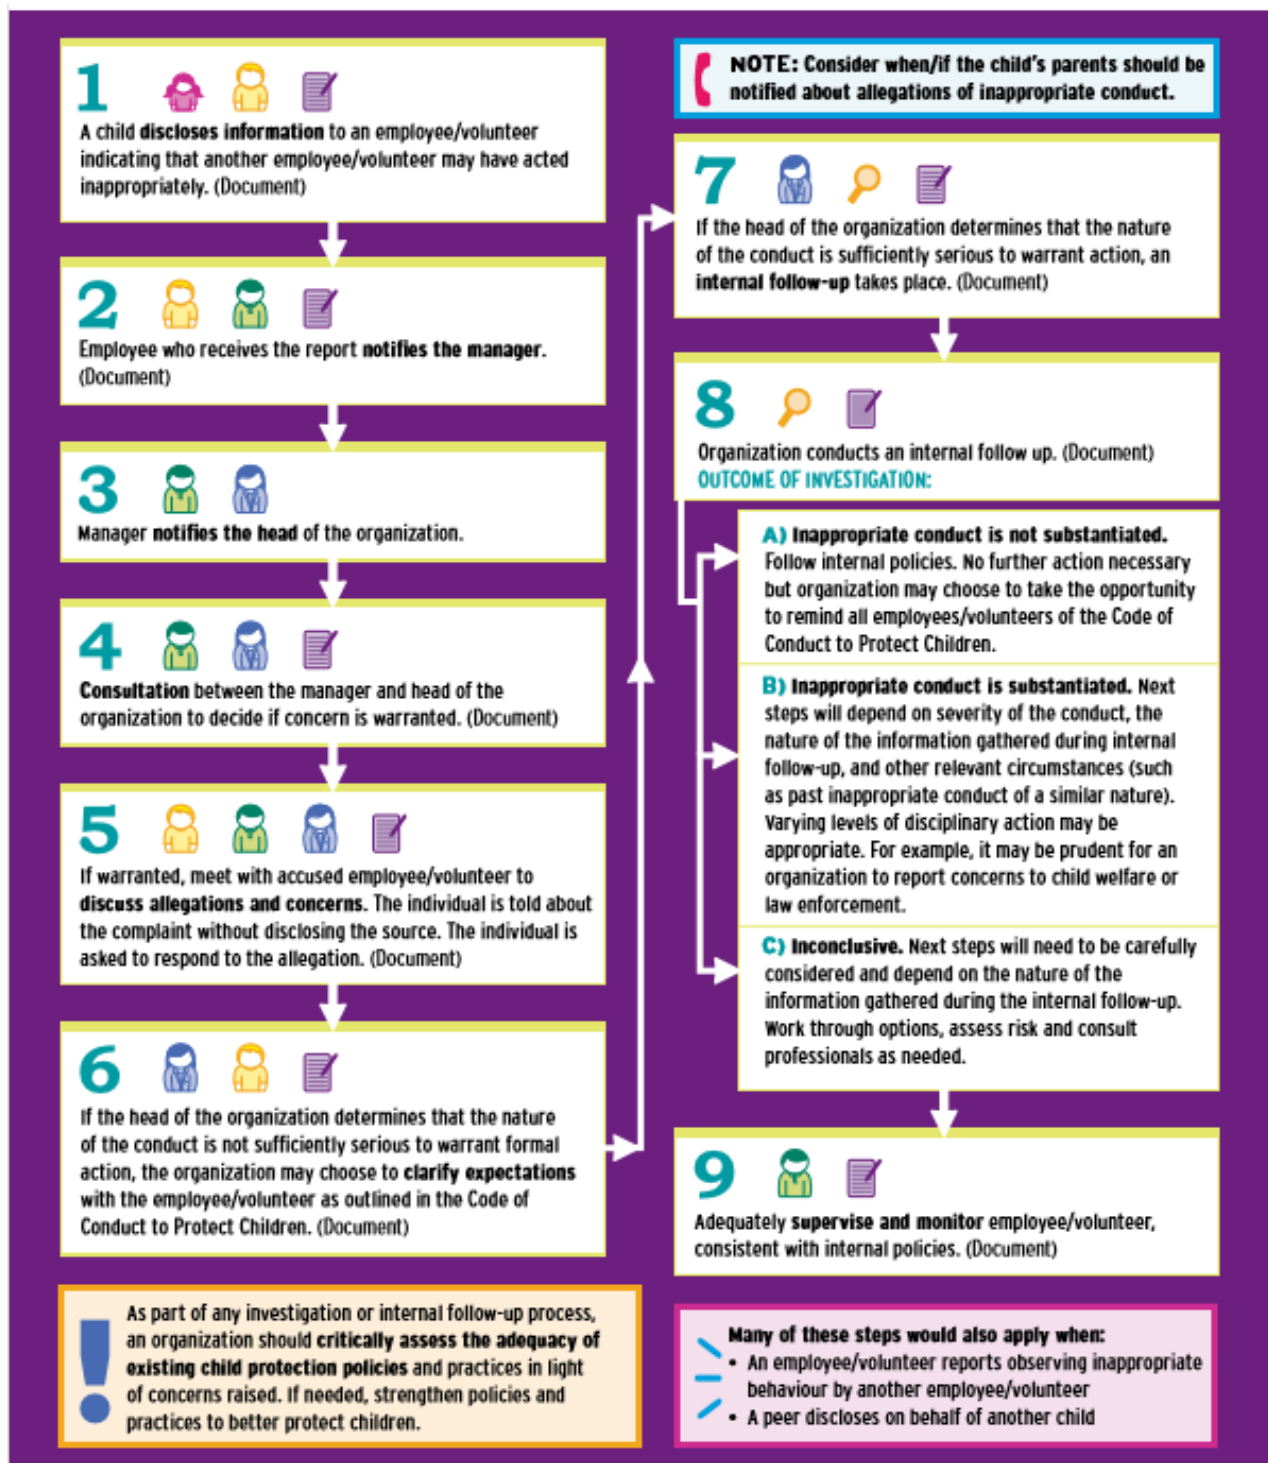 1
A child discloses information to an employee/volunteer
indicating that another employee/volunteer may have acted
inappropriately. (Document)
2
Employee who receives the report notifies the manager.
(Document)
3
Manager notifies the head of the organization.
4
Consultation between the manager and head of the
organization to decide if concern is warranted. (Document)
5
If warranted, meet with accused employee/volunteer to
discuss allegations and concerns. The individual is told about
the complaint without disclosing the source. The individual is
asked to respond to the allegation. (Document)
6
If the head of the organization determines that the nature
of the conduct is not sufficiently serious to warrant formal
action, the organization may choose to clarify expectations
with the employee/volunteer as outlined in the Code of
Conduct to Protect Children. (Document)
As part of any investigation or internal follow-up process,
an organization should critically assess the adequacy of
existing child protection policies and practices in light
of concerns raised. If needed, strengthen policies and
practices to better protect children.
NOTE: Consider when/if the child's parents should be
notified about allegations of inappropriate conduct.
7
If the head of the organization determines that the nature
of the conduct is sufficiently serious to warrant action, an
internal follow-up takes place. (Document)
8
Organization conducts an internal follow up. (Document)
OUTCOME OF INVESTIGATION:
A) Inappropriate conduct is not substantiated.
Follow internal policies. No further action necessary
but organization may choose to take the opportunity
to remind all employees/volunteers of the Code of
Conduct to Protect Children.
B) Inappropriate conduct is substantiated. Next
steps will depend on severity of the conduct, the
nature of the information gathered during internal
follow-up, and other relevant circumstances (such
as past inappropriate conduct of a similar nature).
Varying levels of disciplinary action may be
appropriate. For example, it may be prudent for an
organization to report concerns to child welfare or
law enforcement.
C) Inconclusive. Next steps will need to be carefully
considered and depend on the nature of the
information gathered during the internal follow-up.
Work through options, assess risk and consult
professionals as needed.
9
Adequately supervise and monitor employee/volunteer,
consistent with internal policies. (Document)
Many of these steps would also apply when:
• An employee/volunteer reports observing inappropriate
behaviour by another employee/volunteer
• A peer discloses on behalf of another child